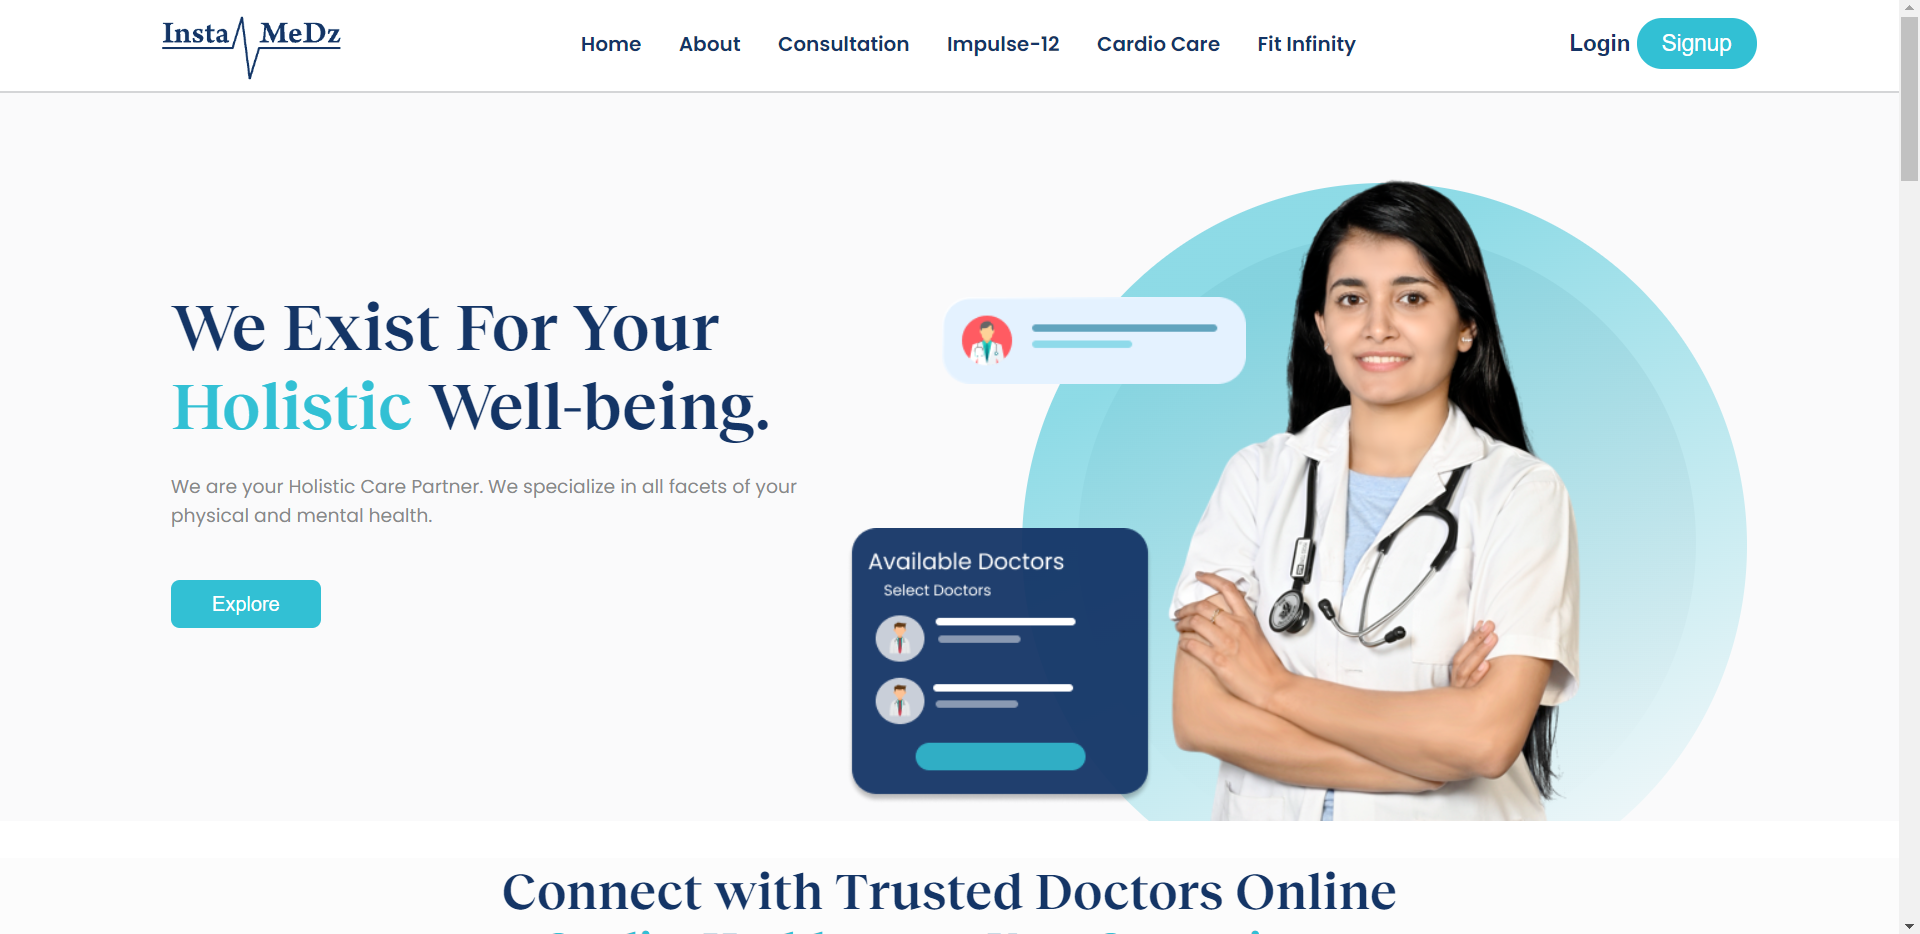 Insta MeDz
Home About Consultation Impulse-12 Cardio Care Fit Infinity
Login Signup
We Exist For Your
Holistic Well-being.
We are your Holistic Care Partner. We specialize in all facets of your
physical and mental health.
Explore
Available Doctors
Select Doctors
Connect with Trusted Doctors Online